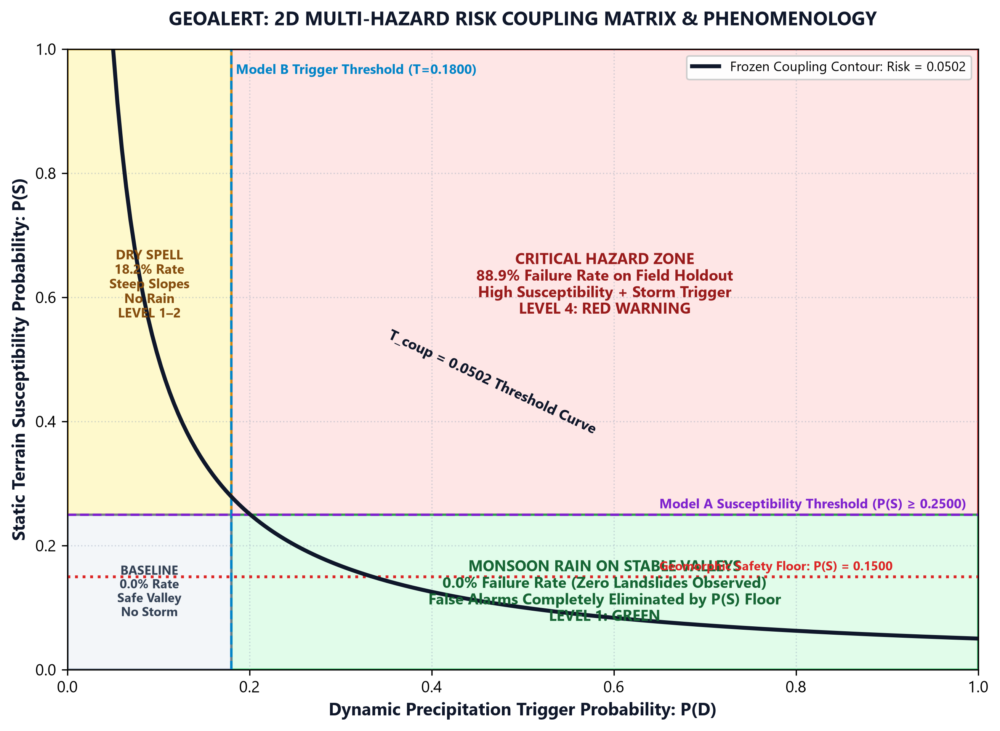 GEOALERT: 2D MULTI-HAZARD RISK COUPLING MATRIX & PHENOMENOLOGY
Static Terrain Susceptibility Probability: P(S)
1.0
0.8
0.6
0.4
0.2
0.0
Model B Trigger Threshold (T=0.1800)
Frozen Coupling Contour: Risk = 0.0502
DRY SPELL
18.2% Rate
Steep Slopes
No Rain
LEVEL 1–2
CRITICAL HAZARD ZONE
88.9% Failure Rate on Field Holdout
High Susceptibility + Storm Trigger
LEVEL 4: RED WARNING
T_coup = 0.0502 Threshold Curve
Model A Susceptibility Threshold (P(S) ≥ 0.2500)
BASELINE
0.0% Rate
Safe Valley
No Storm
MONSOON RAIN ON STABLE VALLEYS
Geomorphic Safety Floor: P(S) = 0.1500
0.0% Failure Rate (Zero Landslides Observed)
False Alarms Completely Eliminated by P(S) Floor
LEVEL 1: GREEN
0.0
0.2
0.4
0.6
0.8
1.0
Dynamic Precipitation Trigger Probability: P(D)